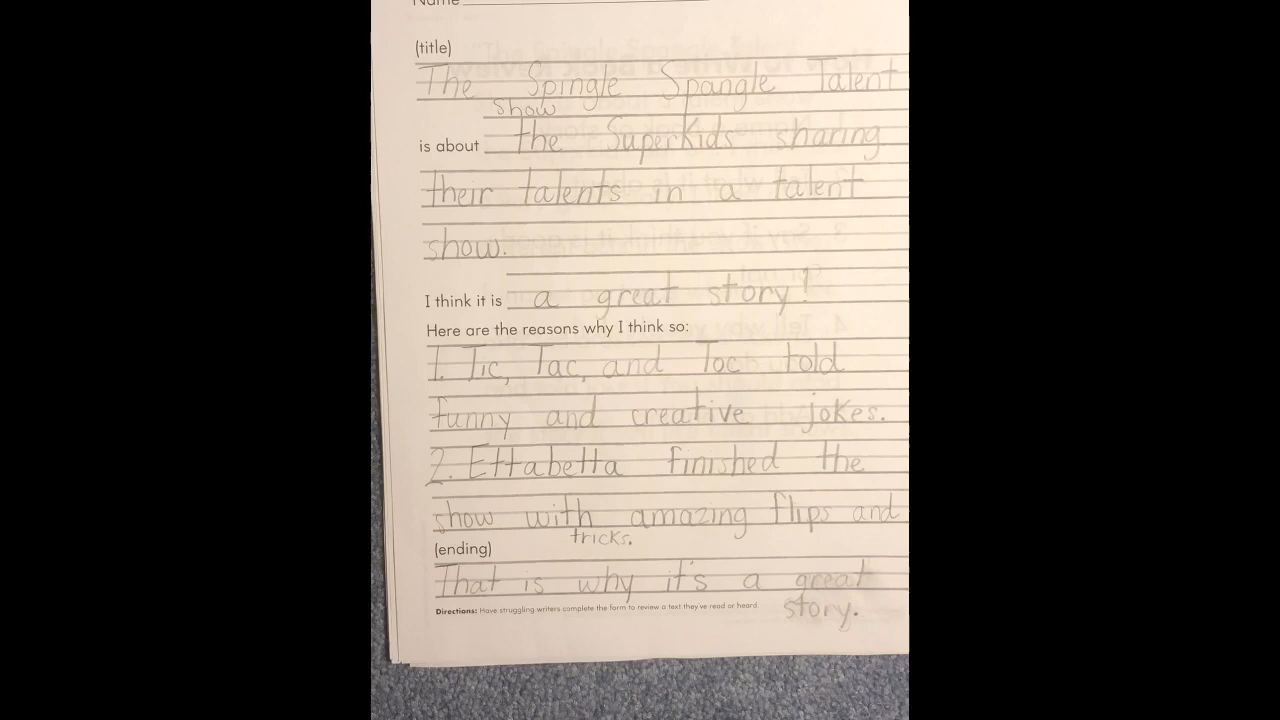 Name
(title)
The Spingle Spangle Talent
Show
is about the Superkids sharing
their talents in a talent
show.
I think it is a great story!
Here are the reasons why I think so:
1. Tic, Tac, and Toc told
funny and creative jokes.
2. Ettabetta finished the
show with amazing flips and
tricks.
(ending)
That is why it's a great
story.
Directions: Have struggling writers complete the form to review a text they've read or heard.